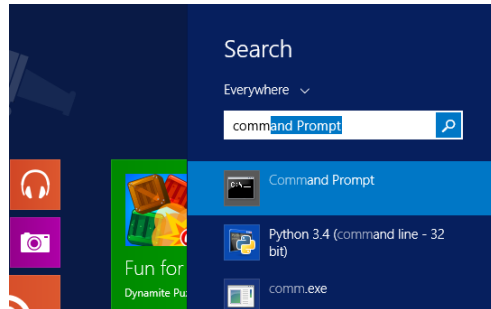 Search
Everywhere
command Prompt
Command Prompt
Python 3.4 (command line - 32
bit)
comm.exe
Fun for
Dynamite Pu